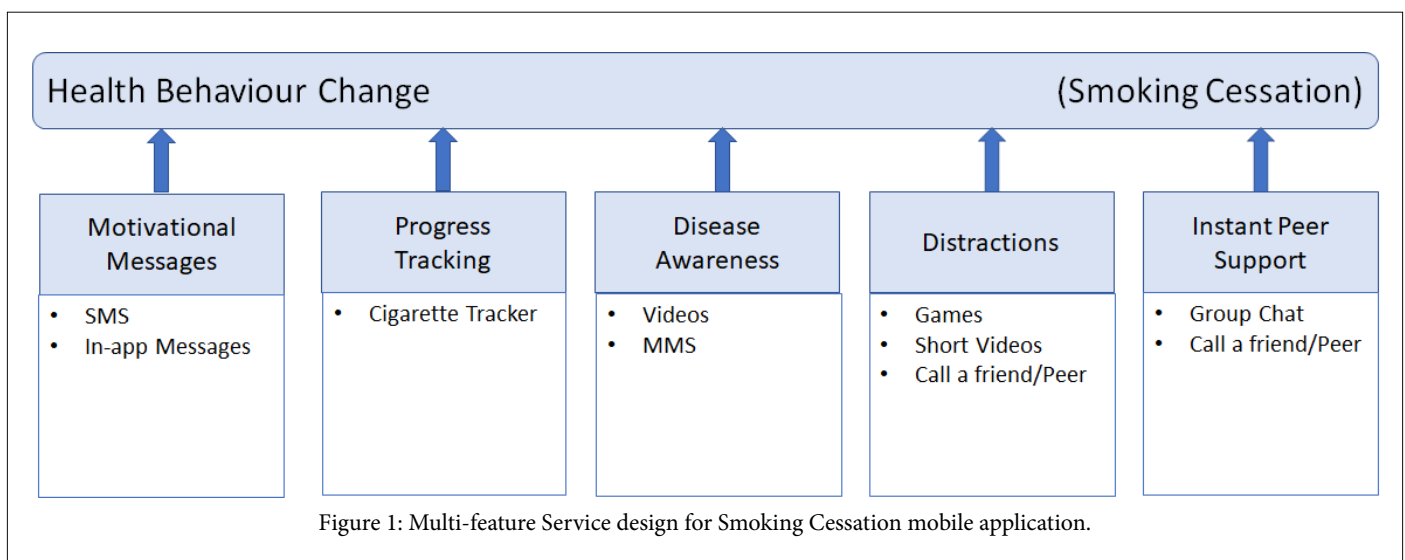 Health Behaviour Change (Smoking Cessation)
Motivational
Messages
• SMS
• In-app Messages
Progress
Tracking
• Cigarette Tracker
Disease
Awareness
• Videos
• MMS
Distractions
• Games
• Short Videos
• Call a friend/Peer
Instant Peer
Support
• Group Chat
• Call a friend/Peer
Figure 1: Multi-feature Service design for Smoking Cessation mobile application.